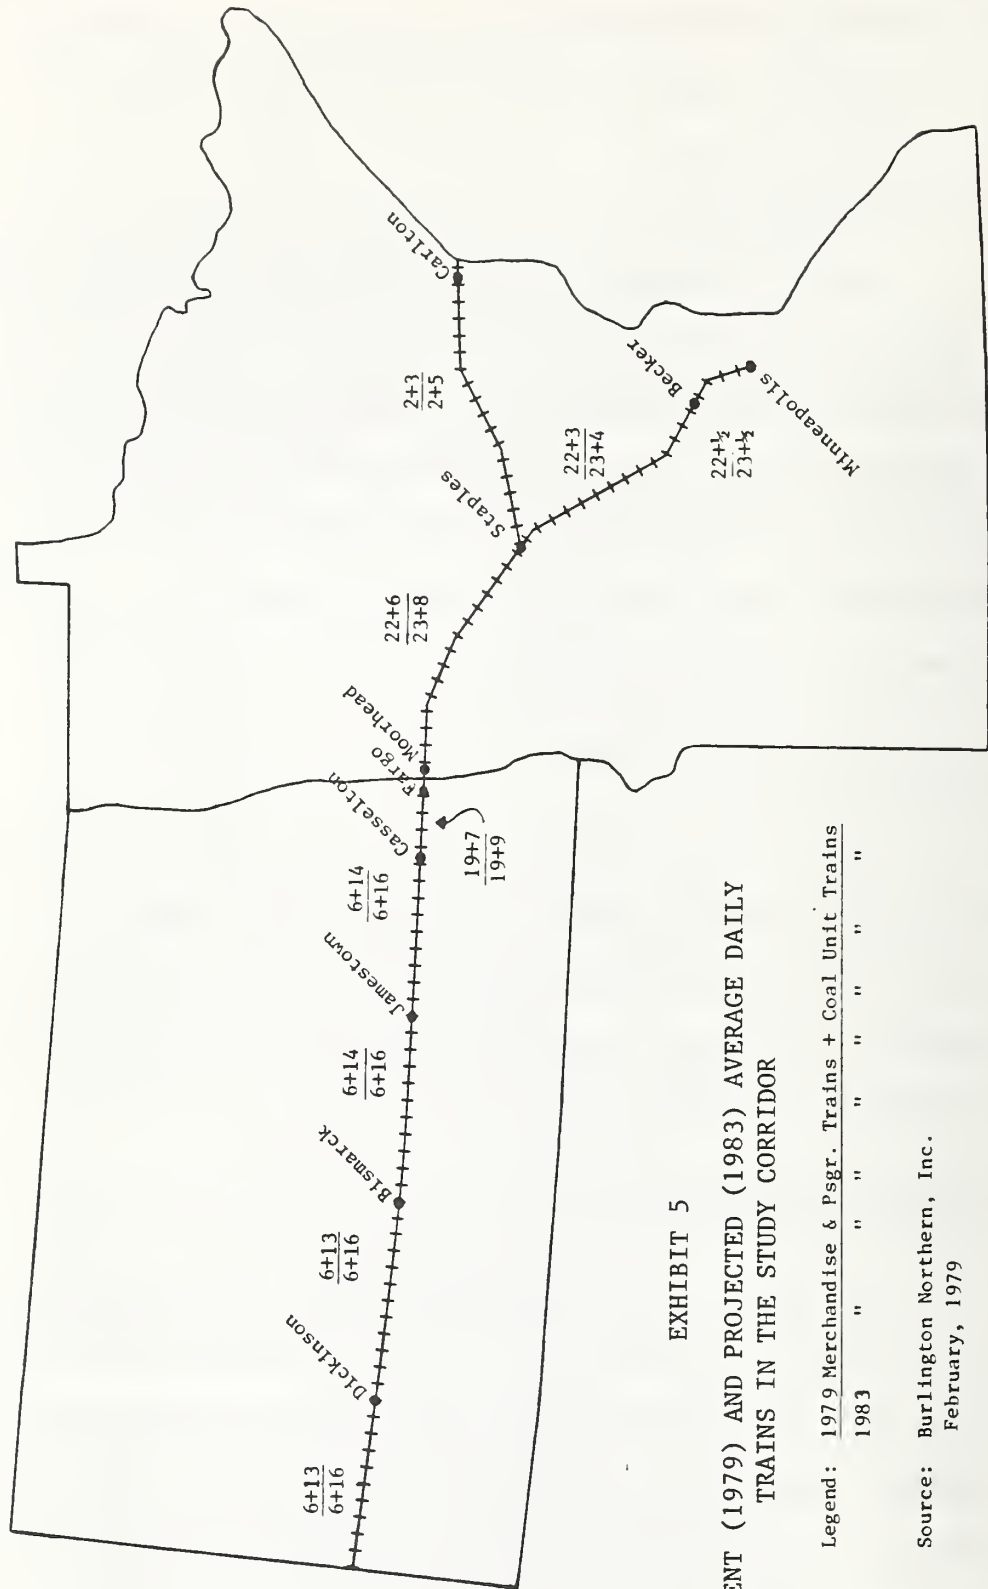 Carlton
2+3
2+5
Becker
Minneapolis
22+½
23+½
22+3
23+4
Staples
22+6
23+8
Moorhead
Fargo
Casselton
19+7
19+9
6+14
6+16
Jamestown
6+14
6+16
Bismarck
6+13
6+16
Dickinson
6+13
6+16
EXHIBIT 5
(1979) AND PROJECTED (1983) AVERAGE DAILY
TRAINS IN THE STUDY CORRIDOR
Legend: 1979 Merchandise & Psgr. Trains + Coal Unit Trains
1983 " " " " " " " "
Source: Burlington Northern, Inc.
February, 1979